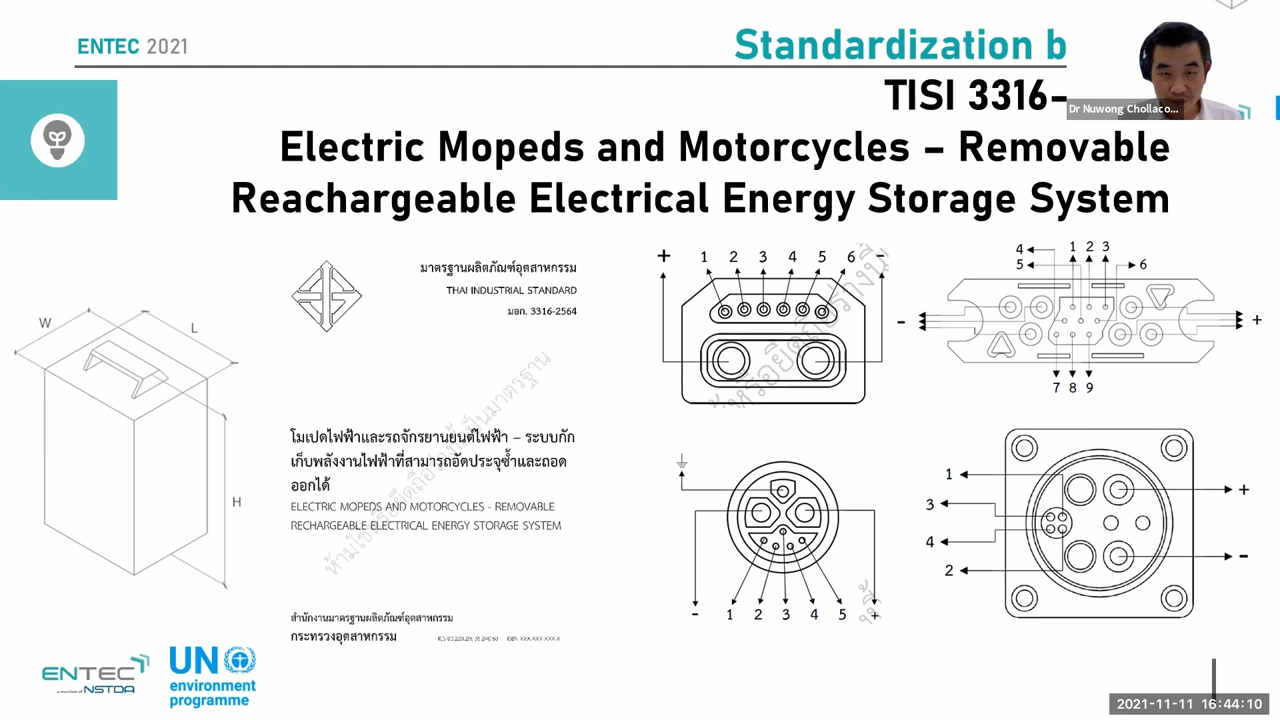 ENTEC 2021
Standardization b
TISI 3316-
Dr Nuwong Chollaco...
Electric Mopeds and Motorcycles – Removable
Reachargeable Electrical Energy Storage System
มาตรฐานผลิตภัณฑ์อุตสาหกรรม
THAI INDUSTRIAL STANDARD
มอก. 3316-2564
โมเปดไฟฟ้าและรถจักรยานยนต์ไฟฟ้า – ระบบกัก
เก็บพลังงานไฟฟ้าที่สามารถอัดประจุซ้ำและถอด
ออกได้
ELECTRIC MOPEDS AND MOTORCYCLES - REMOVABLE
RECHARGEABLE ELECTRICAL ENERGY STORAGE SYSTEM
สำนักงานมาตรฐานผลิตภัณฑ์อุตสาหกรรม
กระทรวงอุตสาหกรรม
W
L
H
+ 1 2 3 4 5 6 -
4 1 2 3
5 6
- +
7 8 9
- 1 2 3 4 5 +
1
+
3
4
-
2
ENTEC
a member of NSTDA
UN
environment
programme
2021-11-11 16:44:10